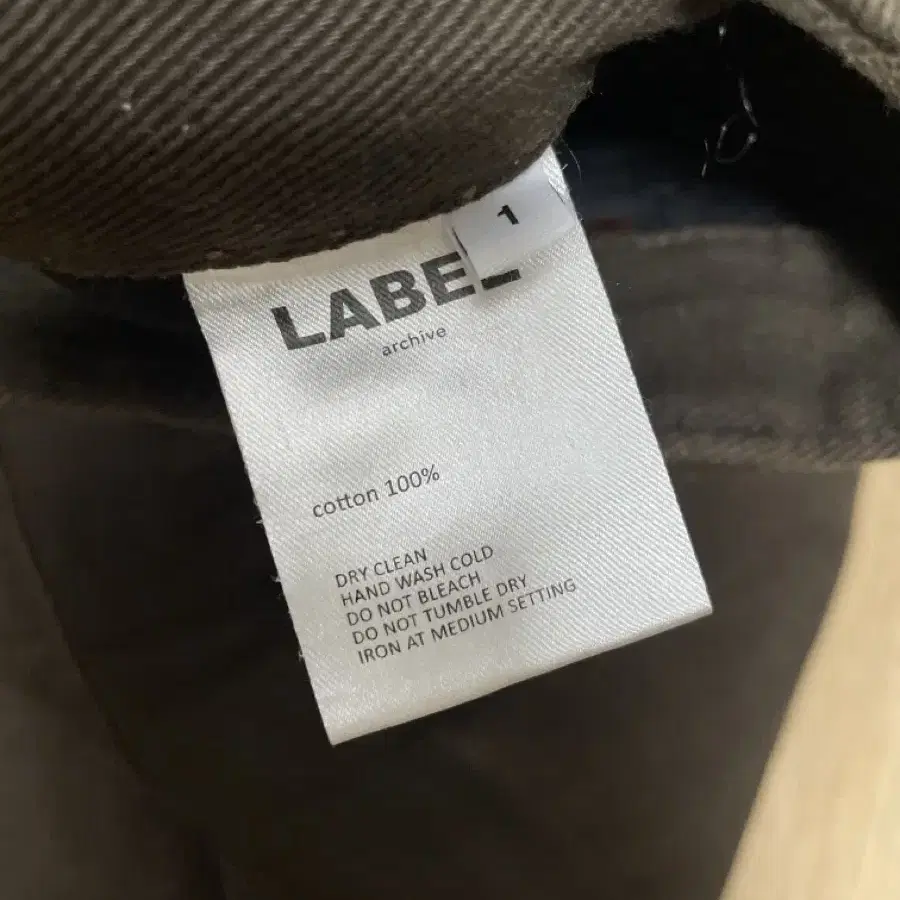 1
LABEL
archive
cotton 100%
DRY CLEAN
HAND WASH COLD
DO NOT BLEACH
DO NOT TUMBLE DRY
IRON AT MEDIUM SETTING